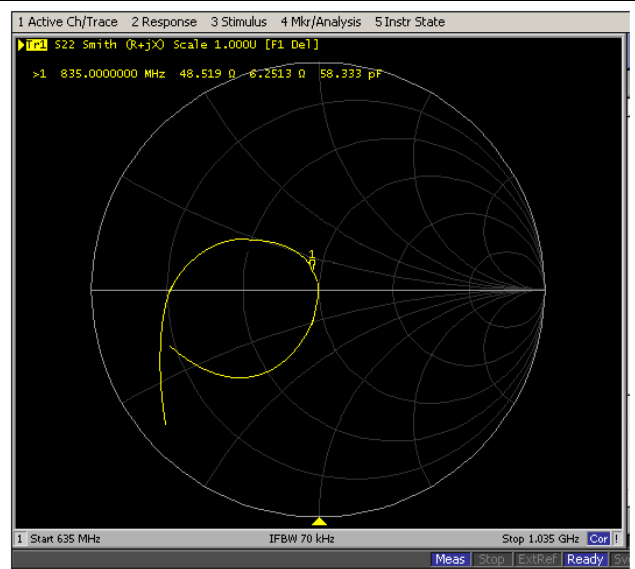 1 Active Ch/Trace 2 Response 3 Stimulus 4 Mkr/Analysis 5 Instr State
Tr1 S22 Smith (R+jX) Scale 1.000U [F1 Del]
>1 835.0000000 MHz 48.519 Ω 6.2513 Ω 58.333 pF
1
1 Start 635 MHz IFBW 70 kHz Stop 1.035 GHz Cor !
Meas Stop ExtRef Ready